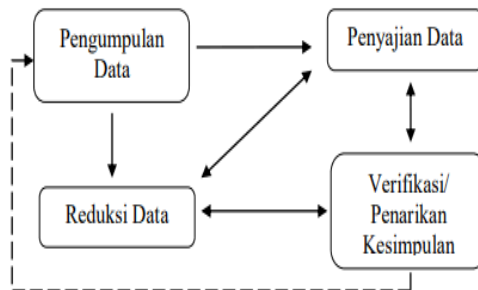 Pengumpulan
Data
Penyajian Data
Reduksi Data
Verifikasi/
Penarikan
Kesimpulan